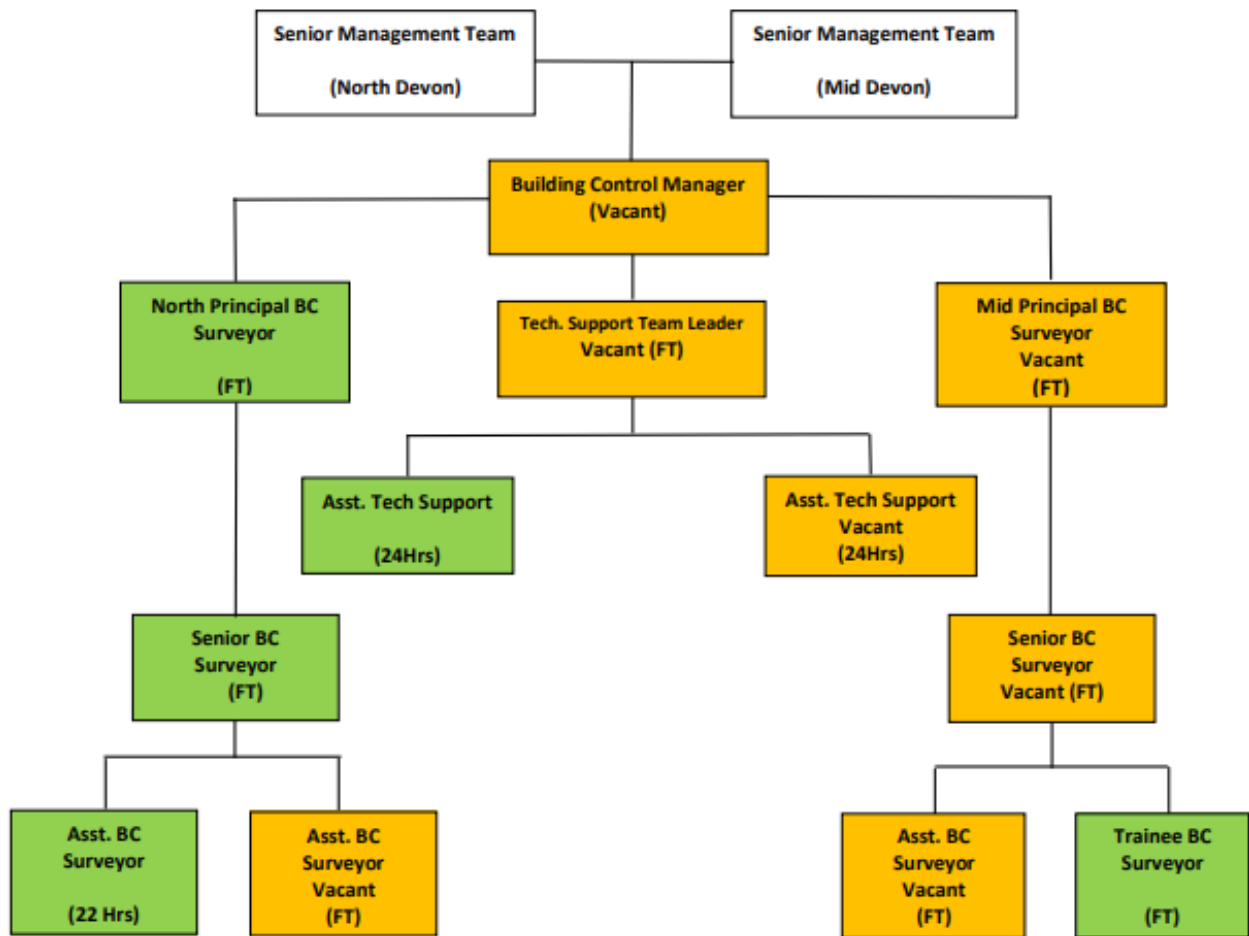 Senior Management Team
(North Devon)
Senior Management Team
(Mid Devon)
Building Control Manager
(Vacant)
North Principal BC
Surveyor
(FT)
Tech. Support Team Leader
Vacant (FT)
Mid Principal BC
Surveyor
Vacant
(FT)
Asst. Tech Support
(24Hrs)
Asst. Tech Support
Vacant
(24Hrs)
Senior BC
Surveyor
(FT)
Senior BC
Surveyor
Vacant (FT)
Asst. BC
Surveyor
(22 Hrs)
Asst. BC
Surveyor
Vacant
(FT)
Asst. BC
Surveyor
Vacant
(FT)
Trainee BC
Surveyor
(FT)